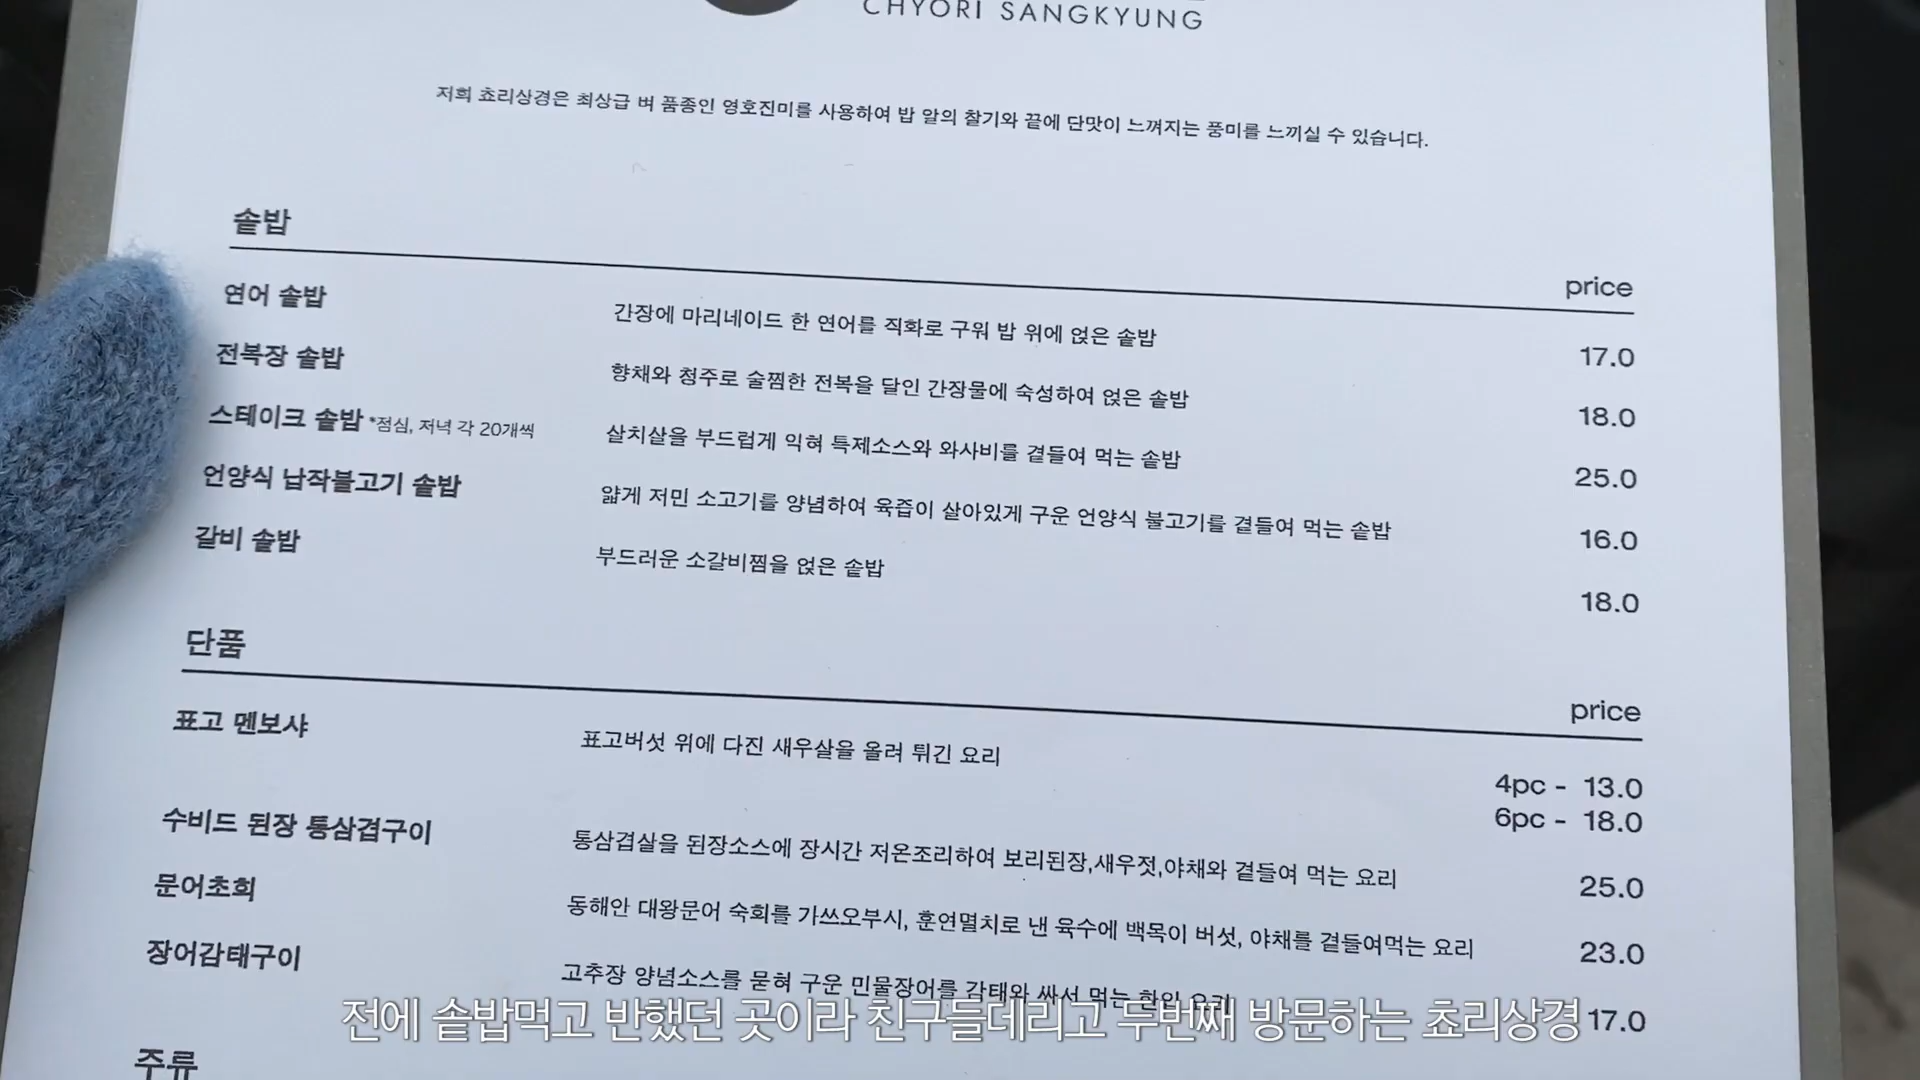 CHYORI SANGKYUNG
저희 쵸리상경은 최상급 벼 품종인 영호진미를 사용하여 밥 알의 찰기와 끝에 단맛이 느껴지는 풍미를 느끼실 수 있습니다.
솥밥 price
연어 솥밥 간장에 마리네이드 한 연어를 직화로 구워 밥 위에 얹은 솥밥 17.0
전복장 솥밥 향채와 청주로 술찜한 전복을 달인 간장물에 숙성하여 얹은 솥밥 18.0
스테이크 솥밥 *점심, 저녁 각 20개씩 살치살을 부드럽게 익혀 특제소스와 와사비를 곁들여 먹는 솥밥 25.0
언양식 납작불고기 솥밥 얇게 저민 소고기를 양념하여 육즙이 살아있게 구운 언양식 불고기를 곁들여 먹는 솥밥 16.0
갈비 솥밥 부드러운 소갈비찜을 얹은 솥밥 18.0
단품 price
표고 멘보샤 표고버섯 위에 다진 새우살을 올려 튀긴 요리 4pc - 13.0
6pc - 18.0
수비드 된장 통삼겹구이 통삼겹살을 된장소스에 장시간 저온조리하여 보리된장,새우젓,야채와 곁들여 먹는 요리 25.0
문어초회 동해안 대왕문어 숙회를 가쓰오부시, 훈연멸치로 낸 육수에 백목이 버섯, 야채를 곁들여먹는 요리 23.0
장어감태구이 고추장 양념소스를 묻혀 구운 민물장어를 감태와 싸서 먹는 한입 요리 17.0
전에 솥밥먹고 반했던 곳이라 친구들데리고 두번째 방문하는 쵸리상경
주류